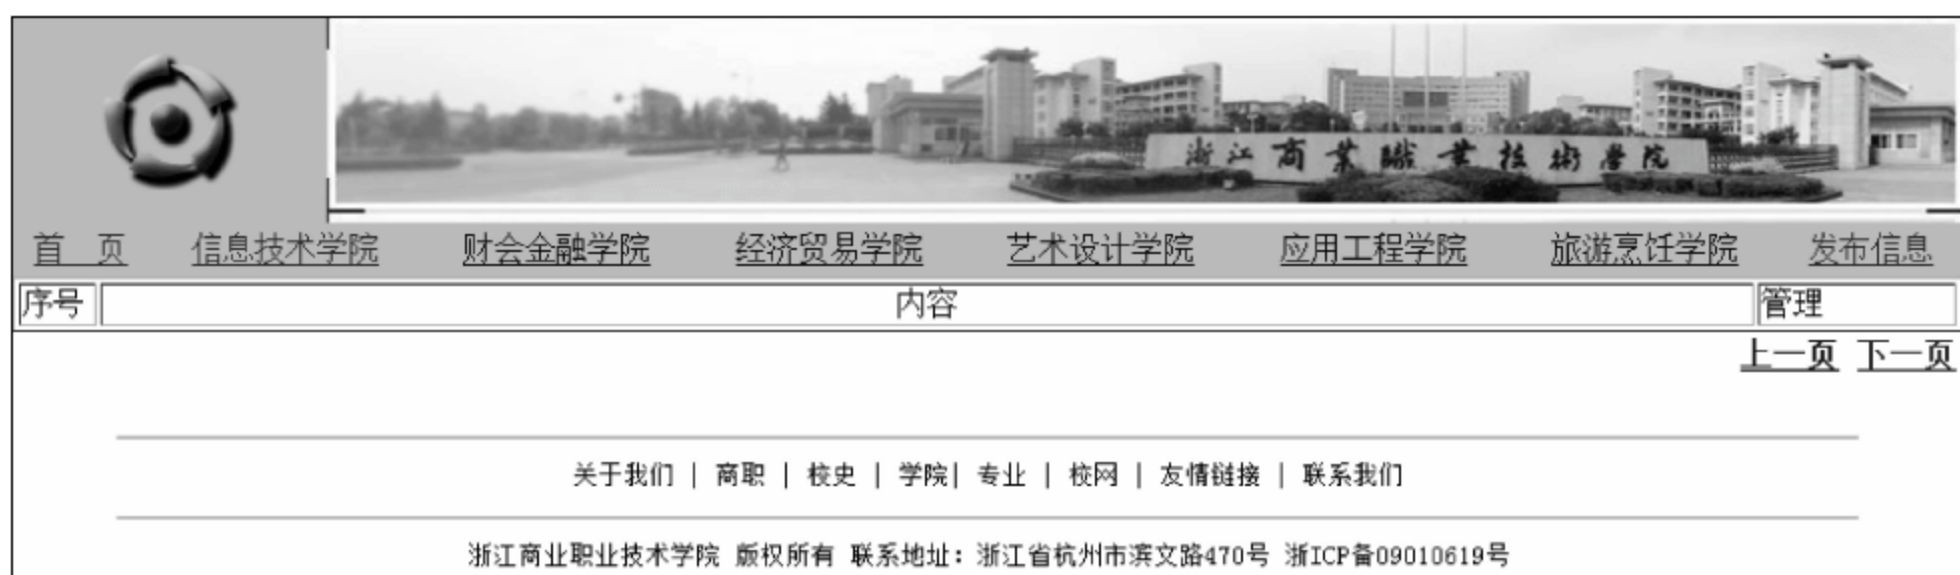 浙江商業職業技術學院
首 页 信息技术学院 财会金融学院 经济贸易学院 艺术设计学院 应用工程学院 旅游烹饪学院 发布信息
序号 内容 管理
上一页 下一页
关于我们 | 商职 | 校史 | 学院| 专业 | 校网 | 友情链接 | 联系我们
浙江商业职业技术学院 版权所有 联系地址：浙江省杭州市滨文路470号 浙ICP备09010619号